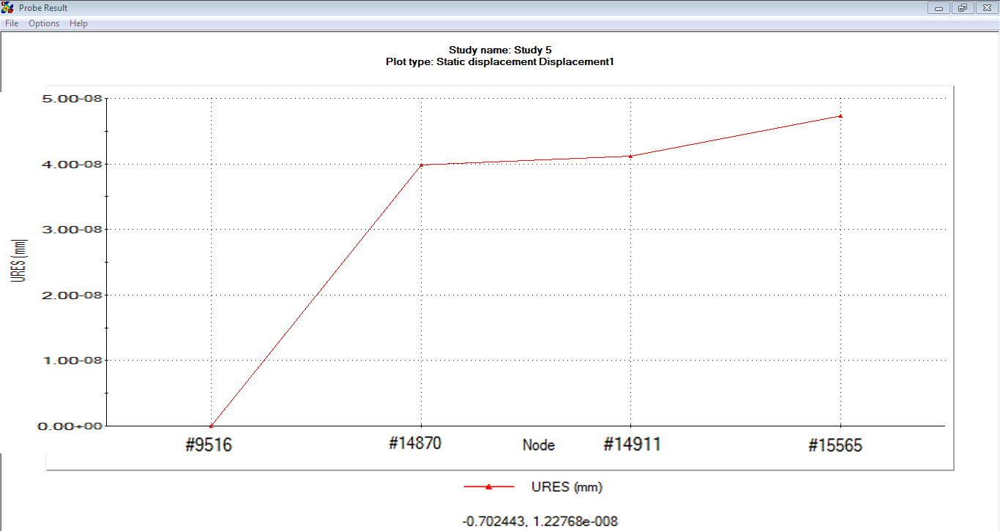 Probe Result
File Options Help
Study name: Study 5
Plot type: Static displacement Displacement1
5.00-08
4.00-08
3.00-08
2.00-08
1.00-08
0.00+00
URES (mm)
#9516 #14870 Node #14911 #15565
URES (mm)
-0.702443, 1.22768e-008